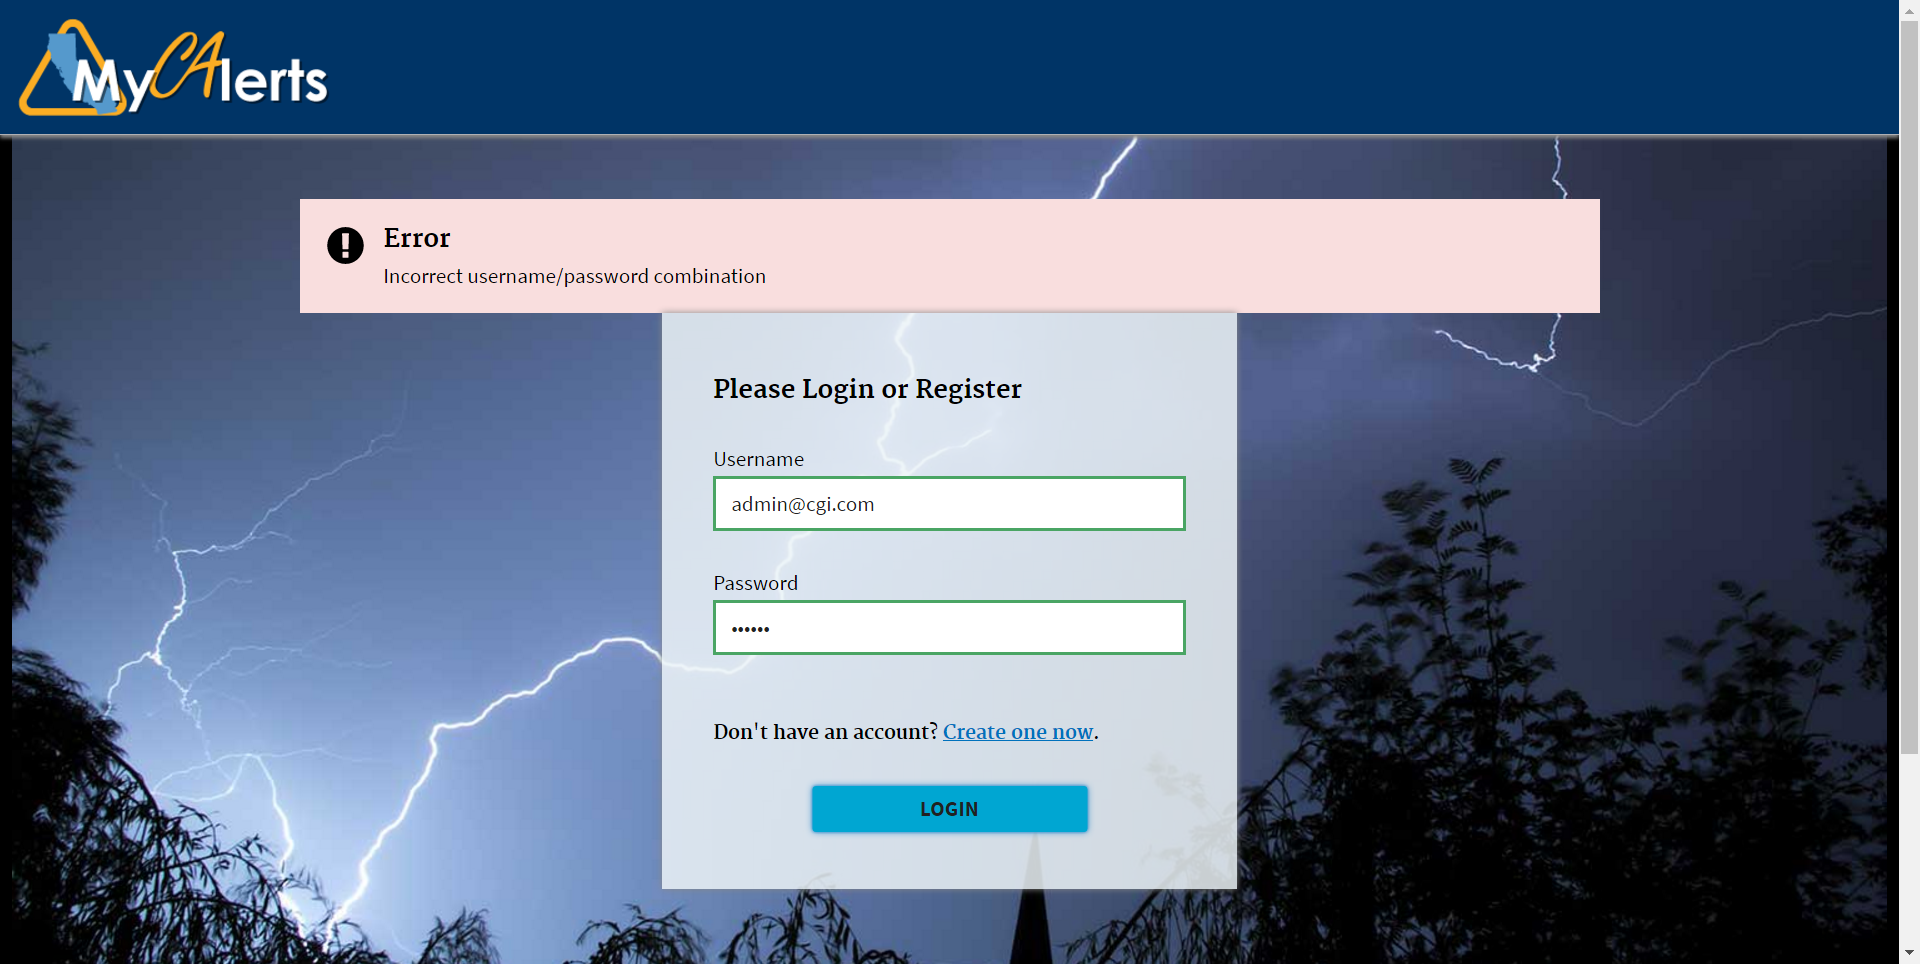 MyCAlerts
Error
Incorrect username/password combination
Please Login or Register
Username
admin@cgi.com
Password
••••••
Don't have an account? Create one now.
LOGIN